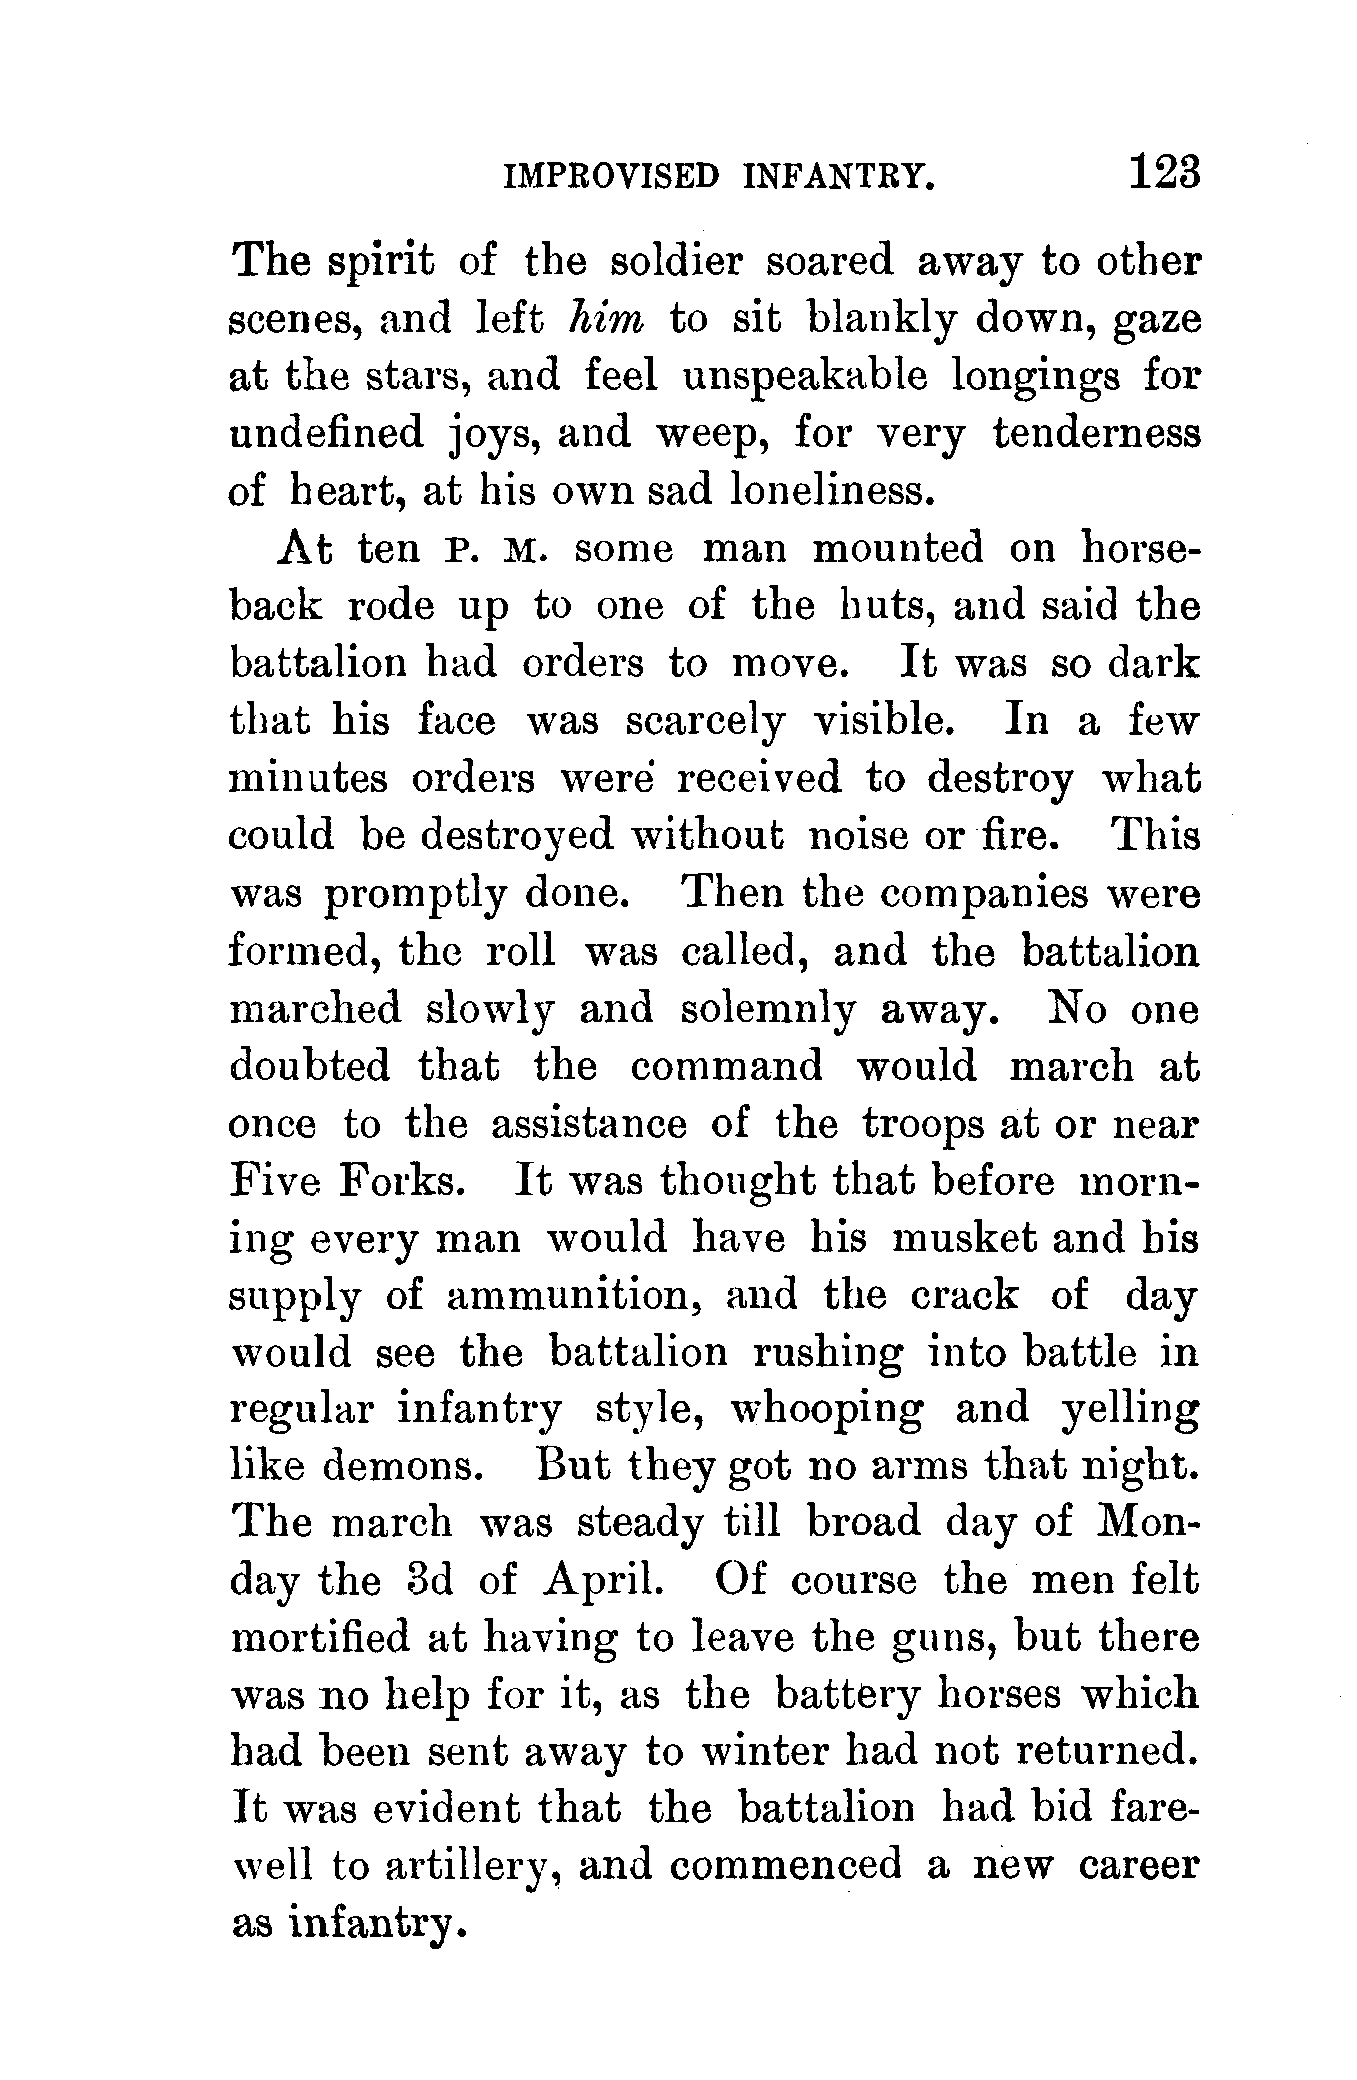 IMPROVISED INFANTRY. 123
The spirit of the soldier soared away to other
scenes, and left him to sit blankly down, gaze
at the stars, and feel unspeakable longings for
undefined joys, and weep, for very tenderness
of heart, at his own sad loneliness.
At ten P. M. some man mounted on horse-
back rode up to one of the huts, and said the
battalion had orders to move. It was so dark
that his face was scarcely visible. In a few
minutes orders were received to destroy what
could be destroyed without noise or fire. This
was promptly done. Then the companies were
formed, the roll was called, and the battalion
marched slowly and solemnly away. No one
doubted that the command would march at
once to the assistance of the troops at or near
Five Forks. It was thought that before morn-
ing every man would have his musket and his
supply of ammunition, and the crack of day
would see the battalion rushing into battle in
regular infantry style, whooping and yelling
like demons. But they got no arms that night.
The march was steady till broad day of Mon-
day the 3d of April. Of course the men felt
mortified at having to leave the guns, but there
was no help for it, as the battery horses which
had been sent away to winter had not returned.
It was evident that the battalion had bid fare-
well to artillery, and commenced a new career
as infantry.